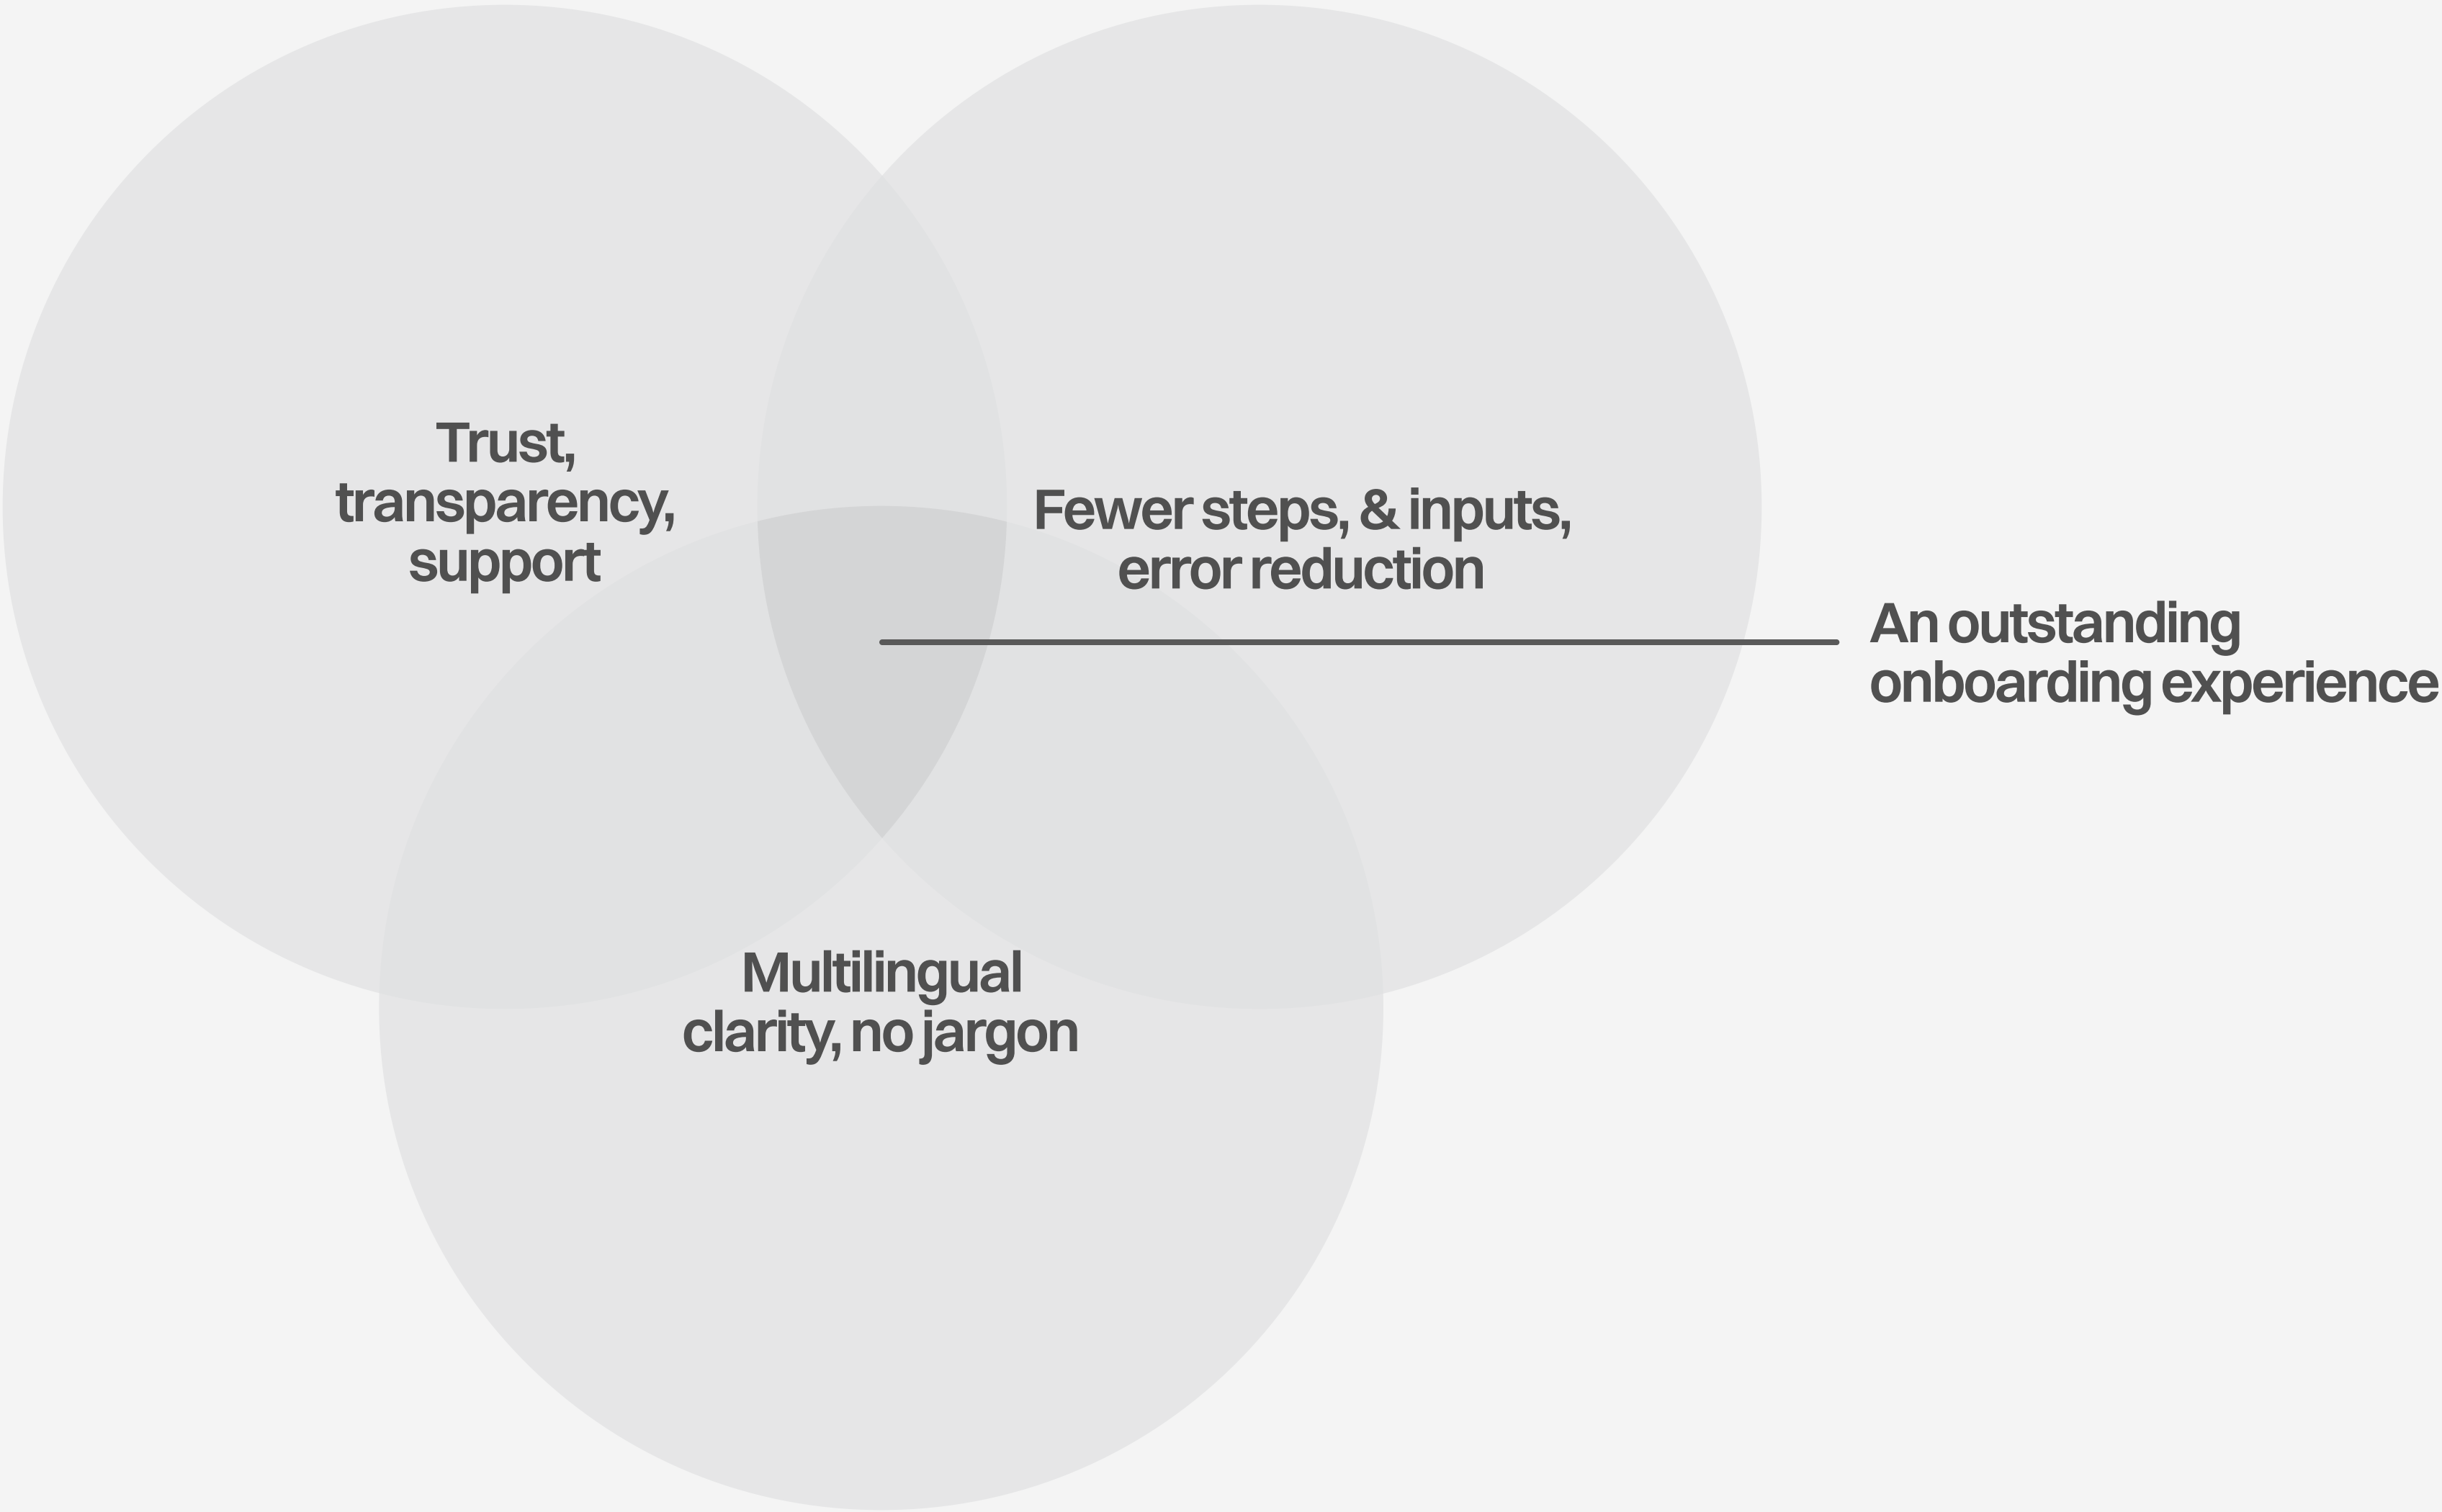 Trust,
transparency,
support
Fewer steps, & inputs,
error reduction
An outstanding
onboarding experience
Multilingual
clarity, no jargon